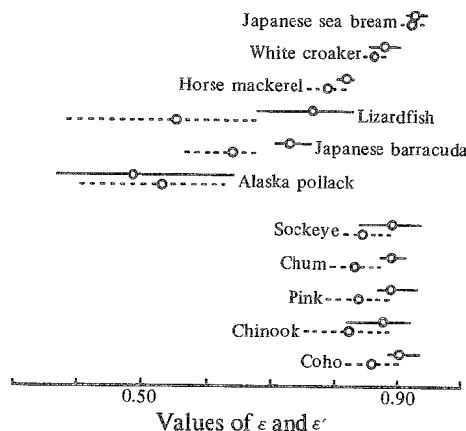 Japanese sea bream
White croaker
Horse mackerel
Lizardfish
Japanese barracuda
Alaska pollack
Sockeye
Chum
Pink
Chinook
Coho
0.50 0.90
Values of ε and ε′